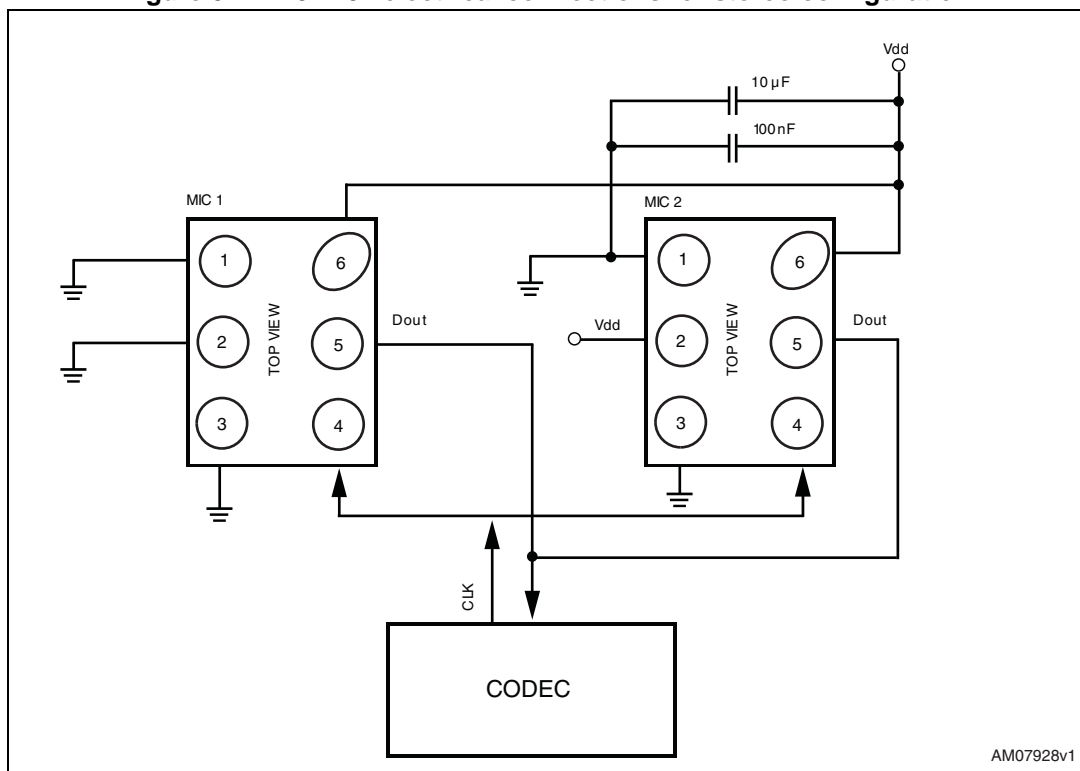 Vdd
10 µF
100nF
MIC 1
MIC 2
1
6
2
TOP VIEW
5
3
4
Dout
1
6
Vdd
2
TOP VIEW
5
3
4
Dout
CLK
CODEC
AM07928v1